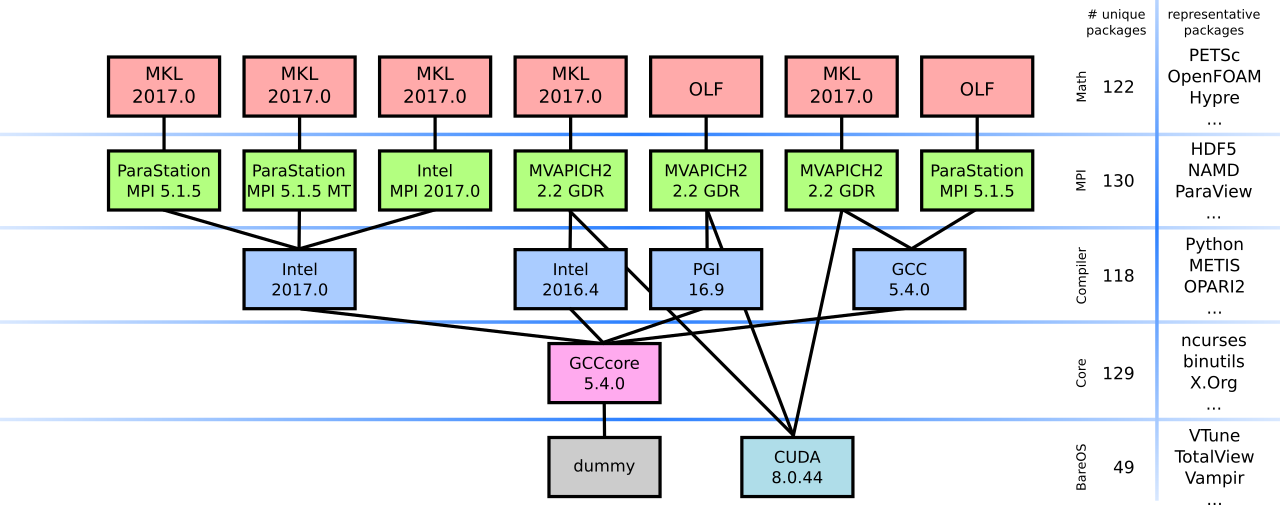 # unique
packages
representative
packages
MKL
2017.0
MKL
2017.0
MKL
2017.0
MKL
2017.0
OLF
MKL
2017.0
OLF
Math
122
PETSc
OpenFOAM
Hypre
...
ParaStation
MPI 5.1.5
ParaStation
MPI 5.1.5 MT
Intel
MPI 2017.0
MVAPICH2
2.2 GDR
MVAPICH2
2.2 GDR
MVAPICH2
2.2 GDR
ParaStation
MPI 5.1.5
MPI
130
HDF5
NAMD
ParaView
...
Intel
2017.0
Intel
2016.4
PGI
16.9
GCC
5.4.0
Compiler
118
Python
METIS
OPARI2
...
GCCcore
5.4.0
Core
129
ncurses
binutils
X.Org
...
dummy
CUDA
8.0.44
BareOS
49
VTune
TotalView
Vampir
...